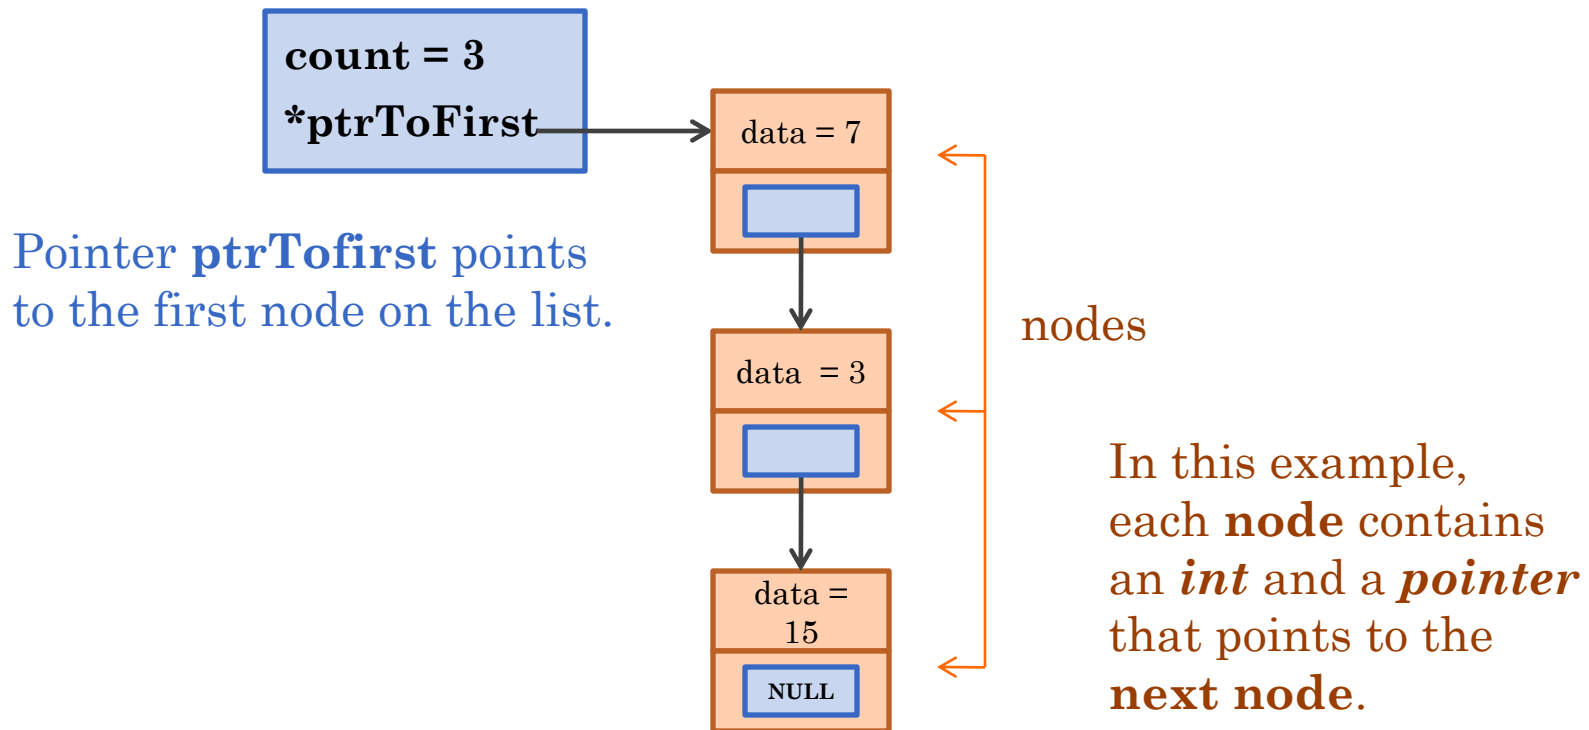 count = 3
*ptrToFirst
data = 7
Pointer ptrTofirst points
to the first node on the list.
nodes
data = 3
In this example,
each node contains
an int and a pointer
that points to the
next node.
data =
15
NULL